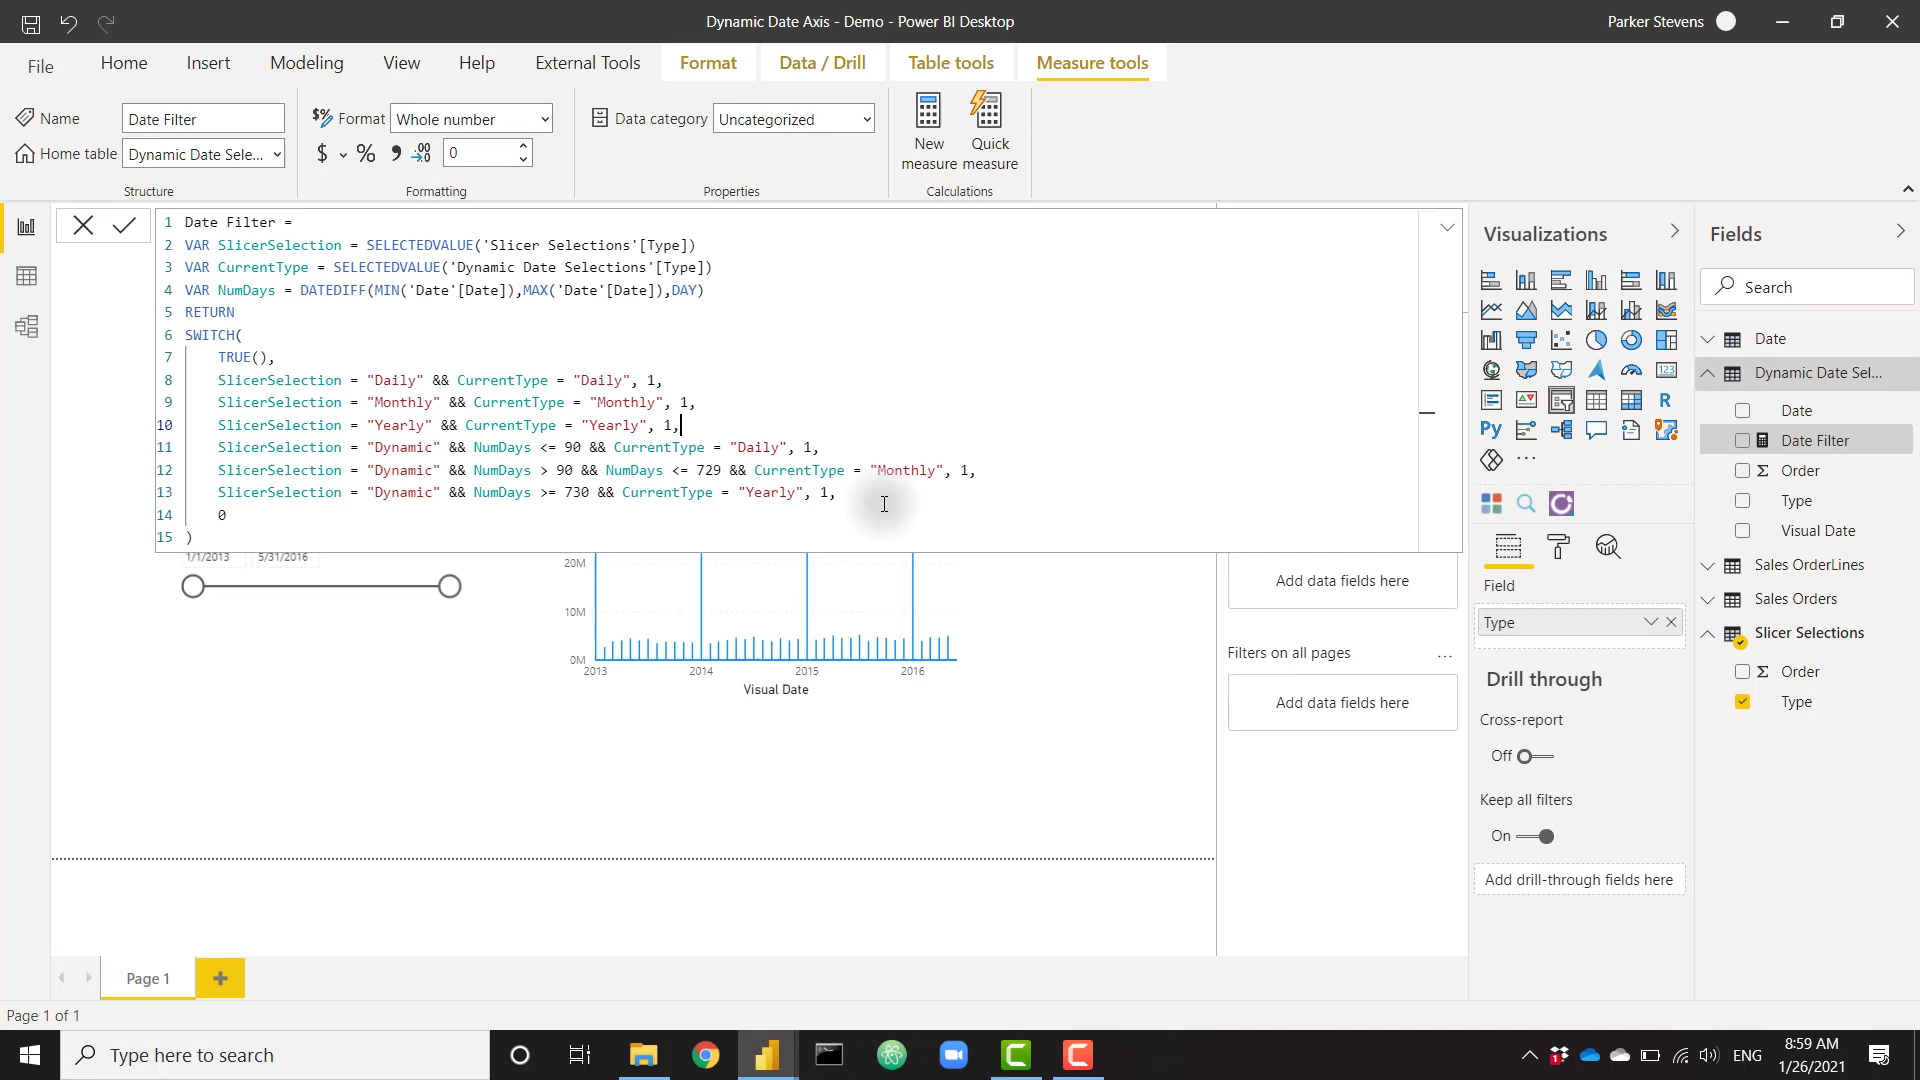 Dynamic Date Axis - Demo - Power BI Desktop
Parker Stevens
File
Home
Insert
Modeling
View
Help
External Tools
Format
Data / Drill
Table tools
Measure tools
Name
Date Filter
Home table
Dynamic Date Sele...
Structure
Format
Whole number
$
%
0
Formatting
Data category
Uncategorized
Properties
New measure
Quick measure
Calculations
1 Date Filter =
2 VAR SlicerSelection = SELECTEDVALUE('Slicer Selections'[Type])
3 VAR CurrentType = SELECTEDVALUE('Dynamic Date Selections'[Type])
4 VAR NumDays = DATEDIFF(MIN('Date'[Date]),MAX('Date'[Date]),DAY)
5 RETURN
6 SWITCH(
7 TRUE(),
8 SlicerSelection = "Daily" && CurrentType = "Daily", 1,
9 SlicerSelection = "Monthly" && CurrentType = "Monthly", 1,
10 SlicerSelection = "Yearly" && CurrentType = "Yearly", 1,
11 SlicerSelection = "Dynamic" && NumDays <= 90 && CurrentType = "Daily", 1,
12 SlicerSelection = "Dynamic" && NumDays > 90 && NumDays <= 729 && CurrentType = "Monthly", 1,
13 SlicerSelection = "Dynamic" && NumDays >= 730 && CurrentType = "Yearly", 1,
14 0
15 )
1/1/2013
5/31/2016
20M
10M
0M
2013
2014
2015
2016
Visual Date
Add data fields here
Filters on all pages
...
Add data fields here
Visualizations
123
R
Py
...
Field
Type
Drill through
Cross-report
Off
Keep all filters
On
Add drill-through fields here
Fields
Search
Date
Dynamic Date Sel...
Date
Date Filter
Order
Type
Visual Date
Sales OrderLines
Sales Orders
Slicer Selections
Order
Type
Page 1
Page 1 of 1
Type here to search
ENG
8:59 AM
1/26/2021